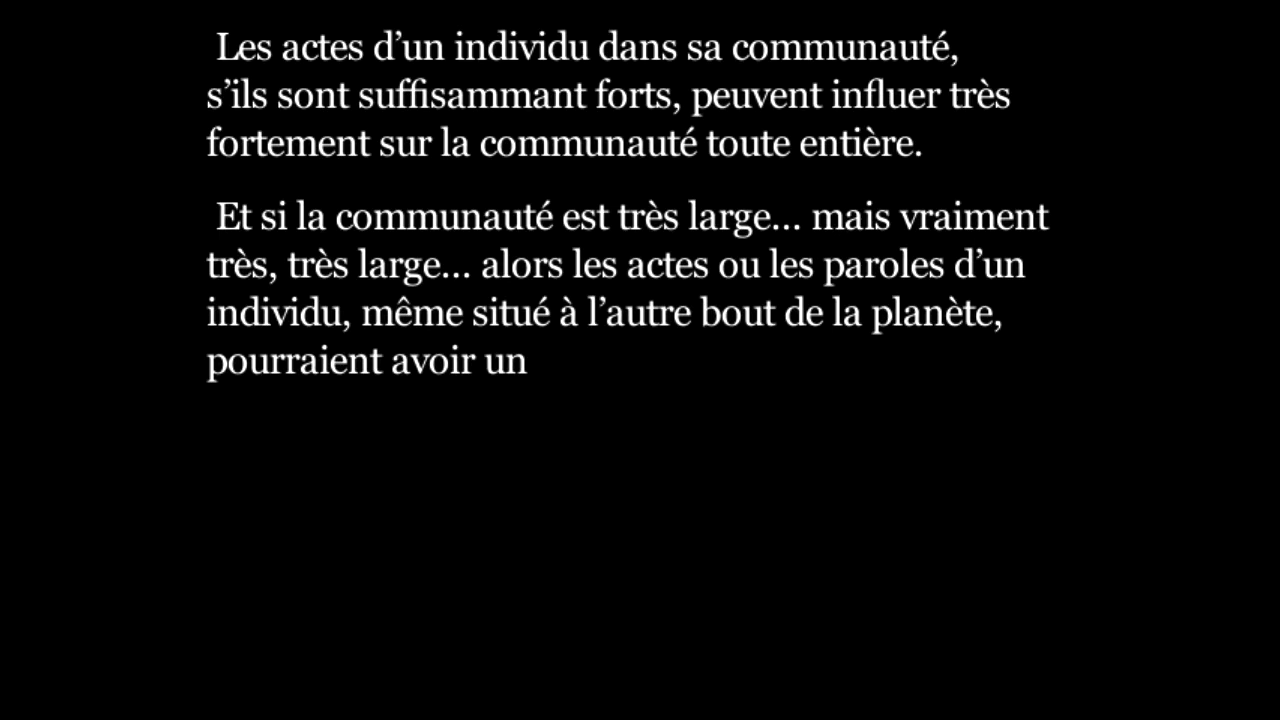 Les actes d’un individu dans sa communauté,
s’ils sont suffisammant forts, peuvent influer très
fortement sur la communauté toute entière.
Et si la communauté est très large... mais vraiment
très, très large... alors les actes ou les paroles d’un
individu, même situé à l’autre bout de la planète,
pourraient avoir un